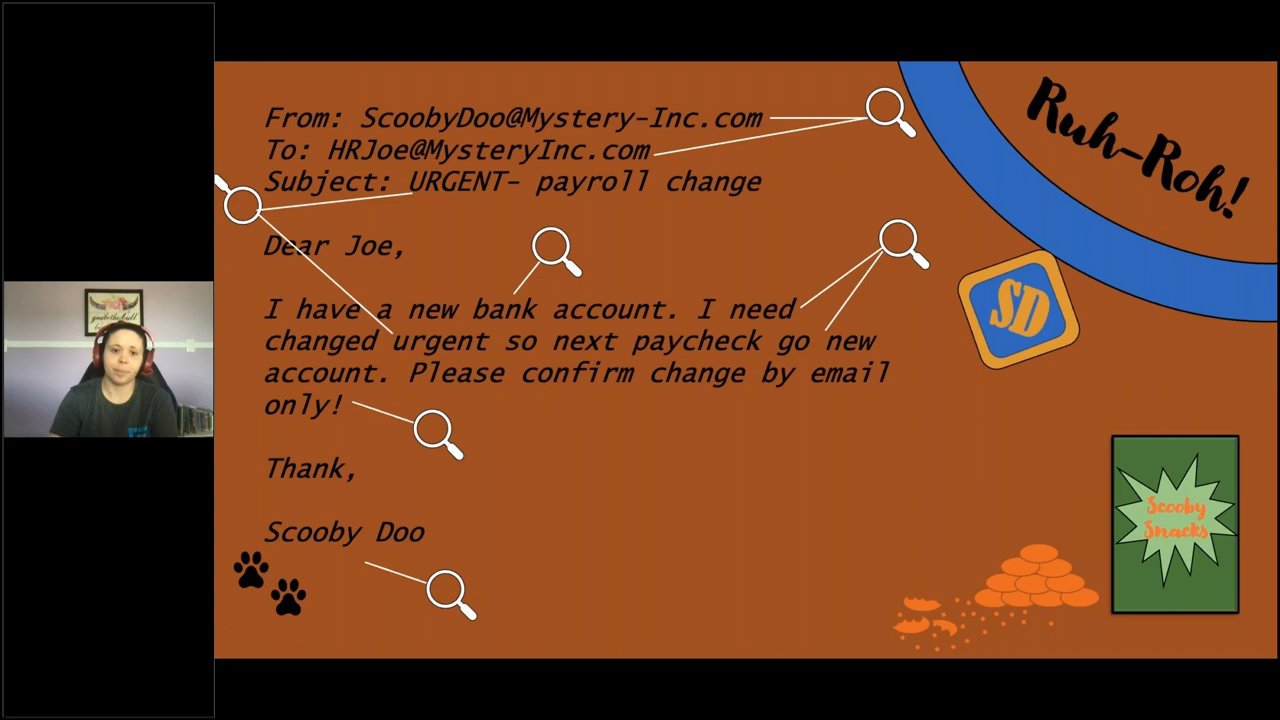 From: ScoobyDoo@Mystery-Inc.com
To: HRJoe@MysteryInc.com
Subject: URGENT- payroll change
Dear Joe,
I have a new bank account. I need
changed urgent so next paycheck go new
account. Please confirm change by email
only!
Thank,
Scooby Doo
Ruh-Roh!
SD
Scooby
Snacks